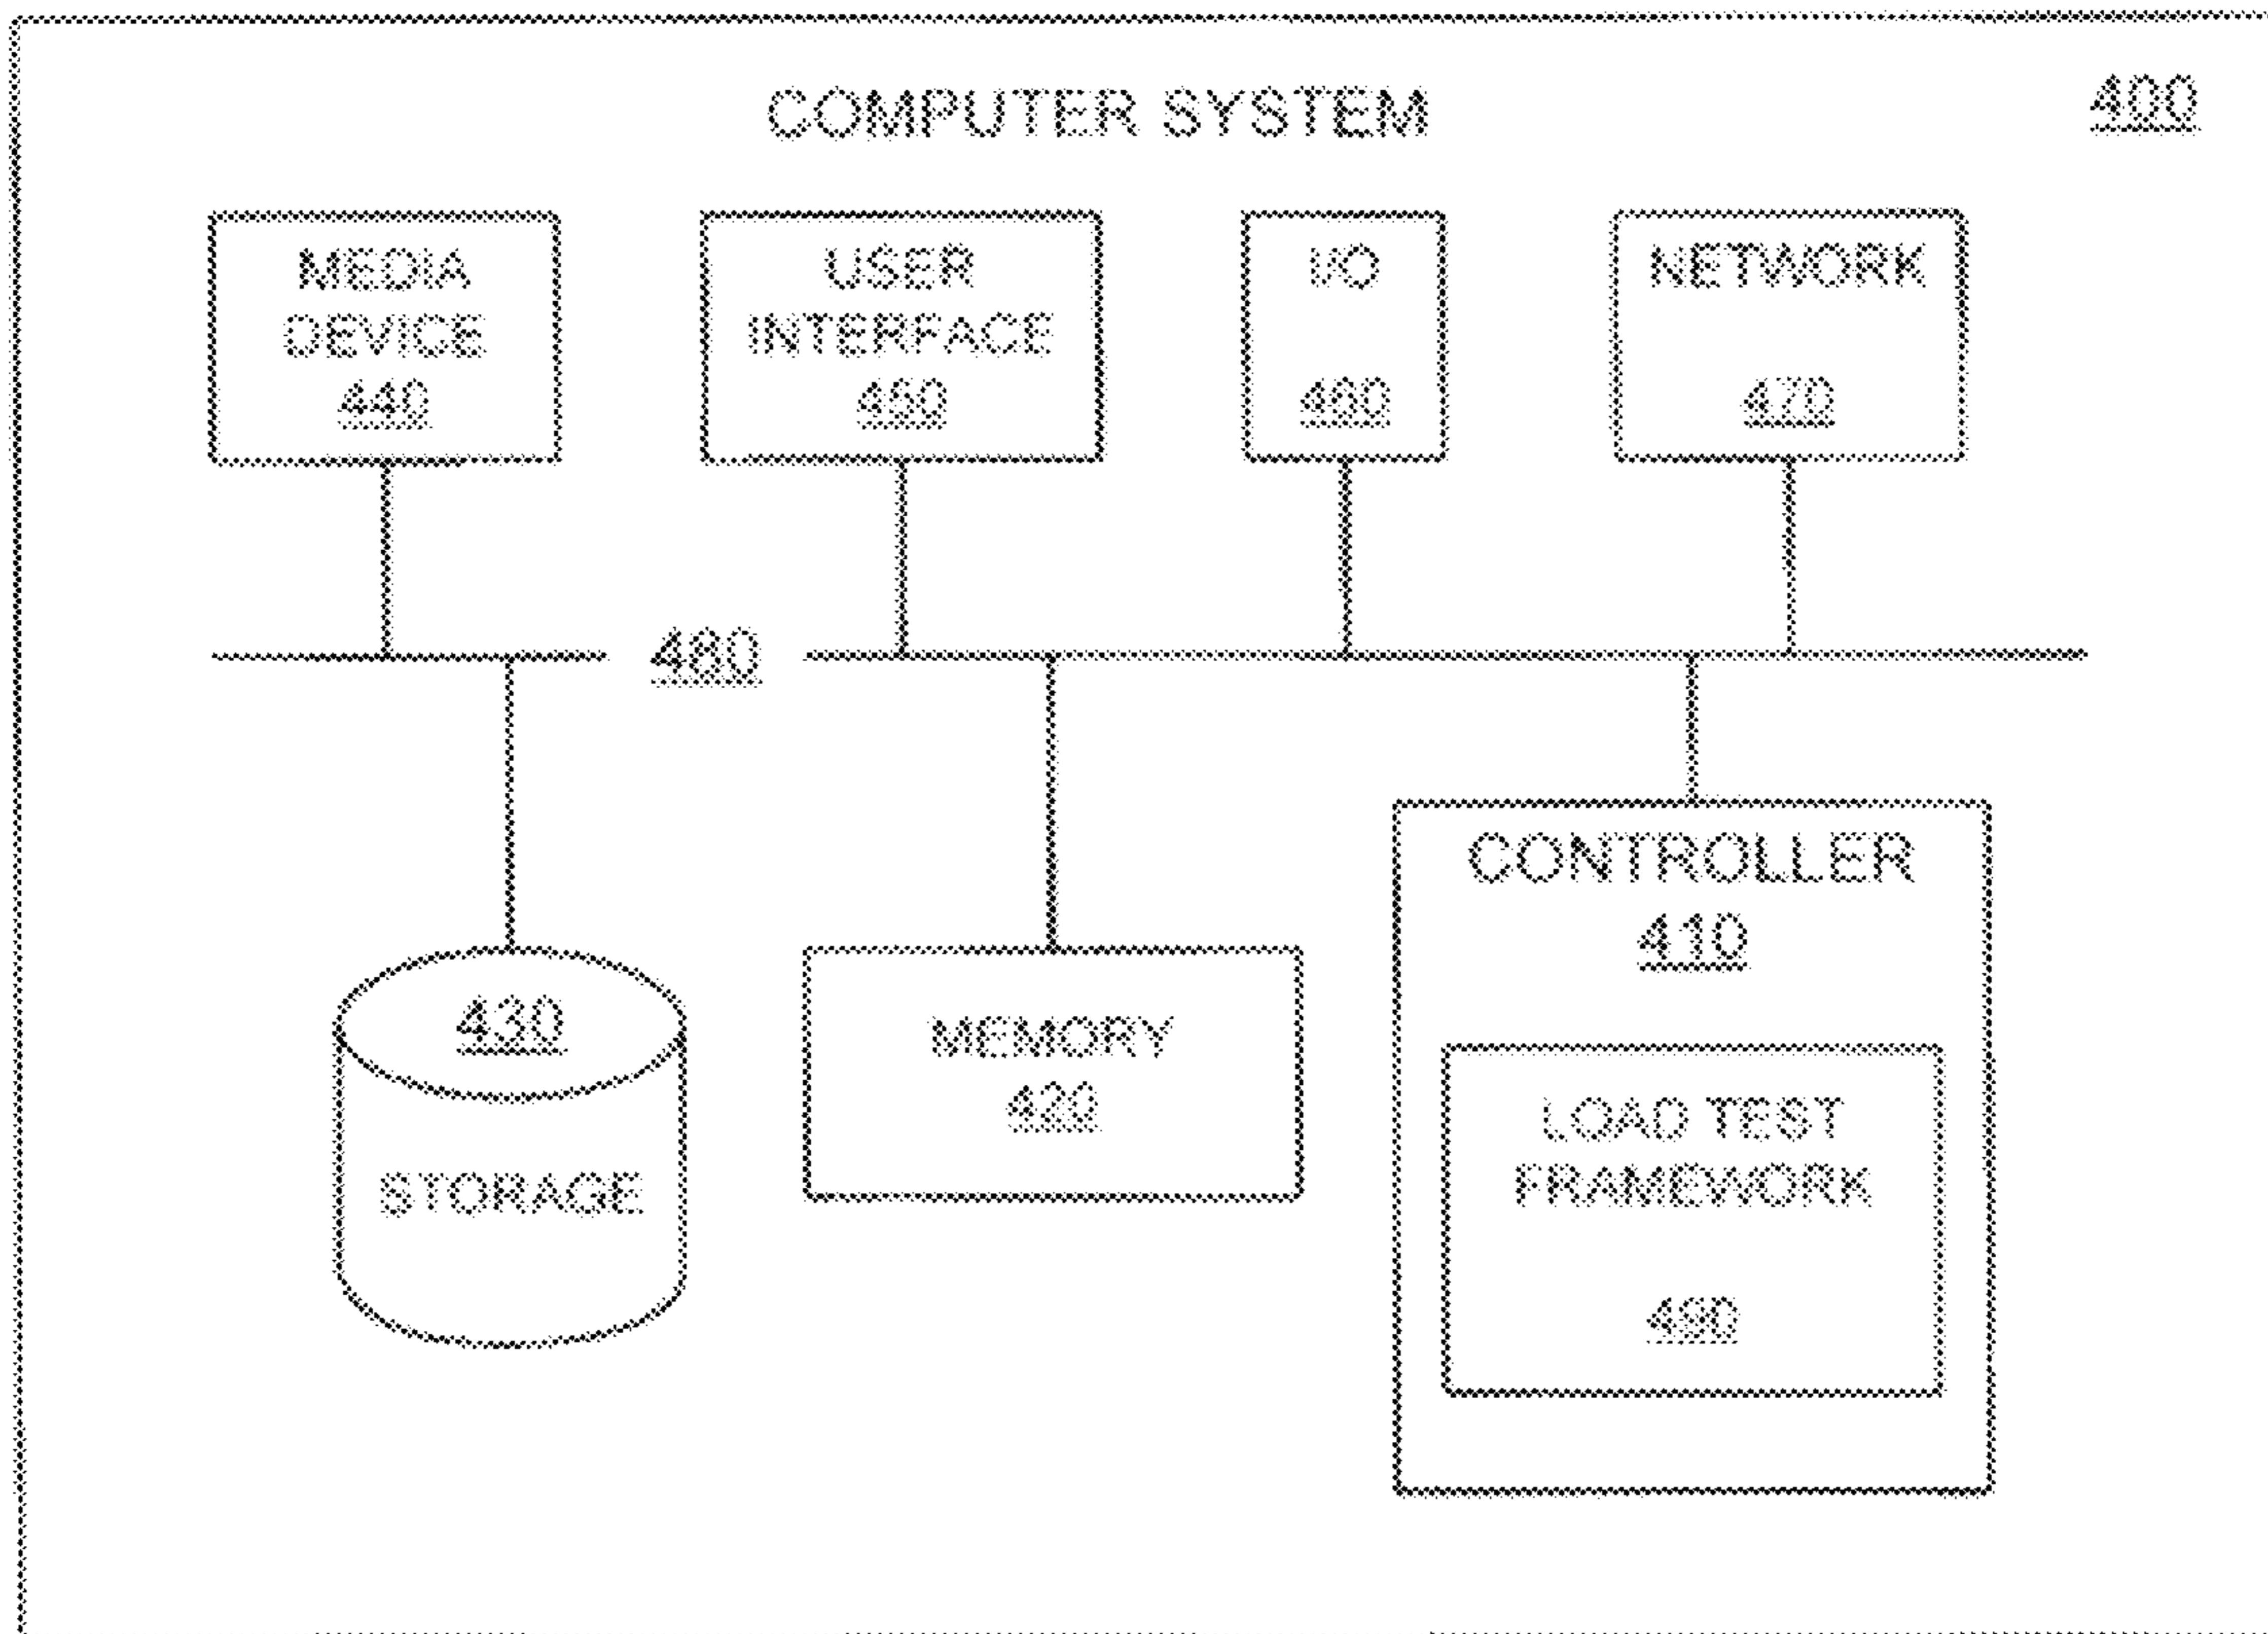 COMPUTER SYSTEM
400
MEDIA
DEVICE
440
USER
INTERFACE
450
I/O
460
NETWORK
470
480
430
STORAGE
MEMORY
420
CONTROLLER
410
LOAD TEST
FRAMEWORK
490